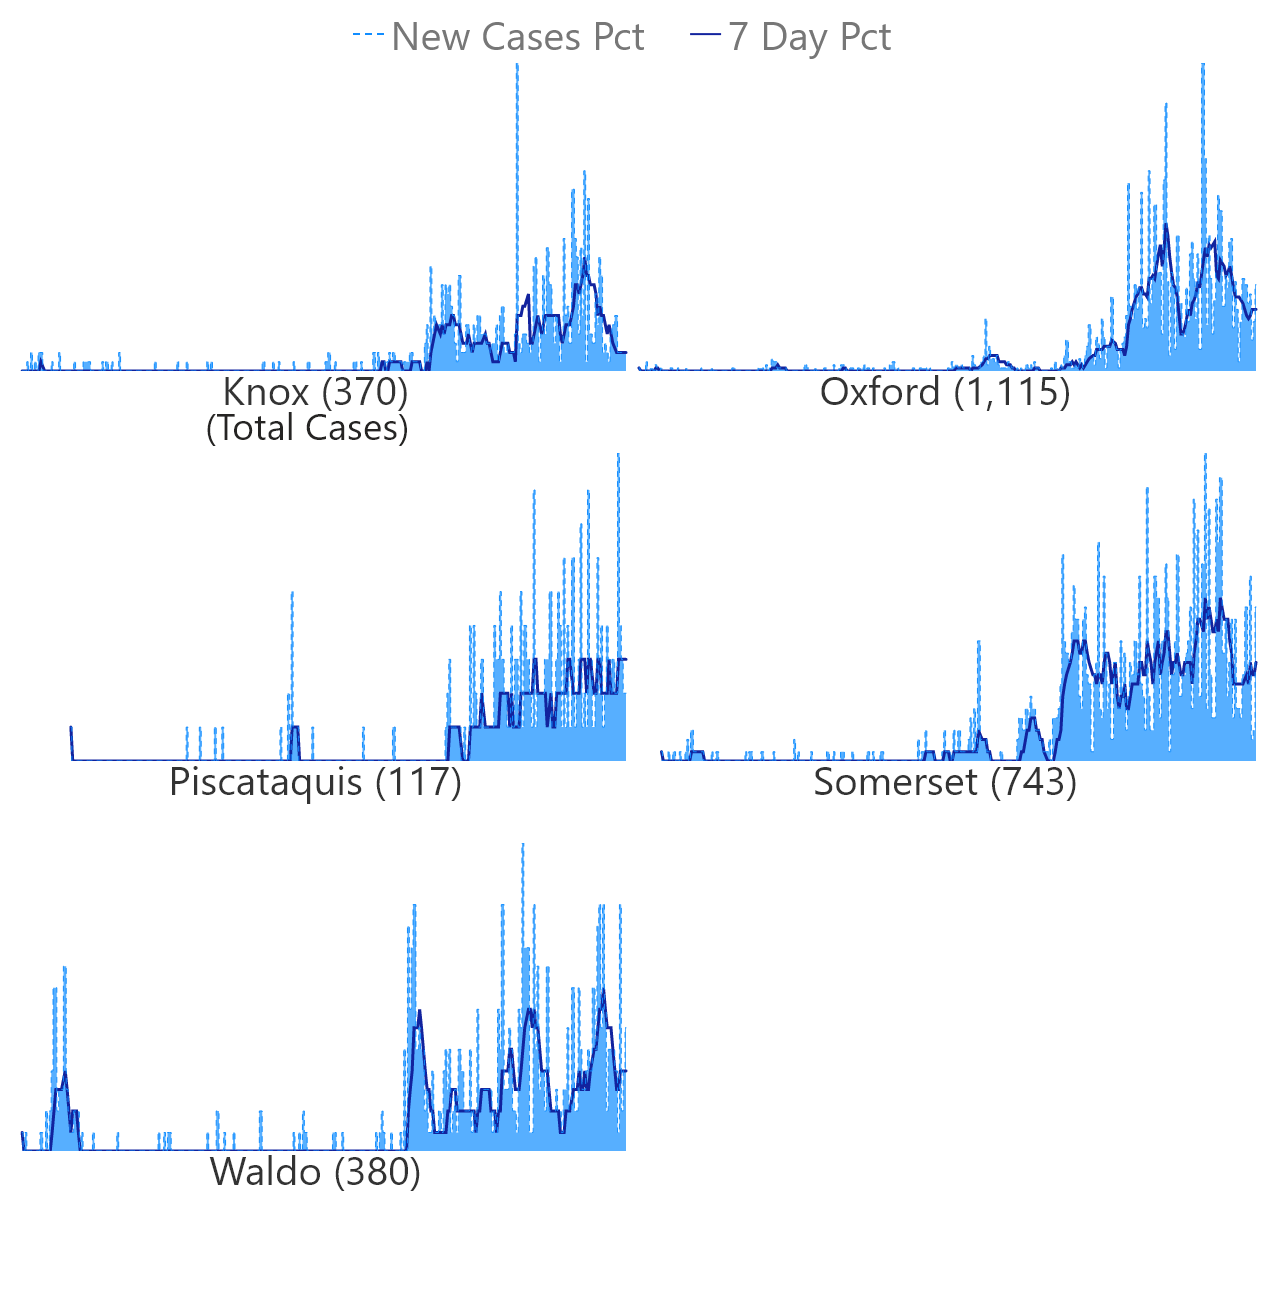 New Cases Pct 7 Day Pct
Knox (370)
(Total Cases)
Oxford (1,115)
Piscataquis (117)
Somerset (743)
Waldo (380)